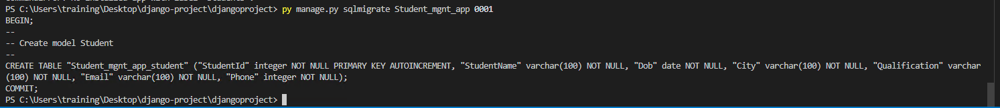 PS C:\Users\training\Desktop\django-project\djangoproject> py manage.py sqlmigrate Student_mgnt_app 0001
BEGIN;
--
-- Create model Student
--
CREATE TABLE "Student_mgnt_app_student" ("StudentId" integer NOT NULL PRIMARY KEY AUTOINCREMENT, "StudentName" varchar(100) NOT NULL, "Dob" date NOT NULL, "City" varchar(100) NOT NULL, "Qualification" varchar
(100) NOT NULL, "Email" varchar(100) NOT NULL, "Phone" integer NOT NULL);
COMMIT;
PS C:\Users\training\Desktop\django-project\djangoproject>